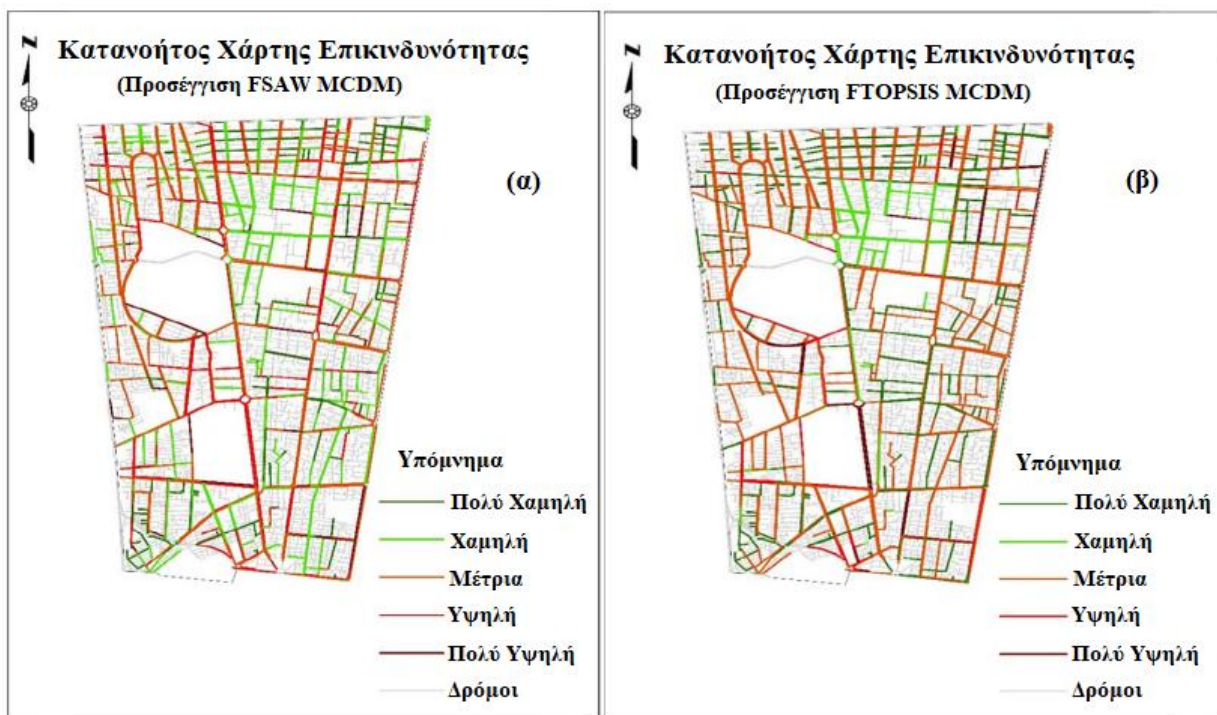 N
Κατανοήτος Χάρτης Επικινδυνότητας
(Προσέγγιση FSAW MCDM)
(α)
Υπόμνημα
Πολύ Χαμηλή
Χαμηλή
Μέτρια
Υψηλή
Πολύ Υψηλή
Δρόμοι
N
Κατανοήτος Χάρτης Επικινδυνότητας
(Προσέγγιση FTOPSIS MCDM)
(β)
Υπόμνημα
Πολύ Χαμηλή
Χαμηλή
Μέτρια
Υψηλή
Πολύ Υψηλή
Δρόμοι